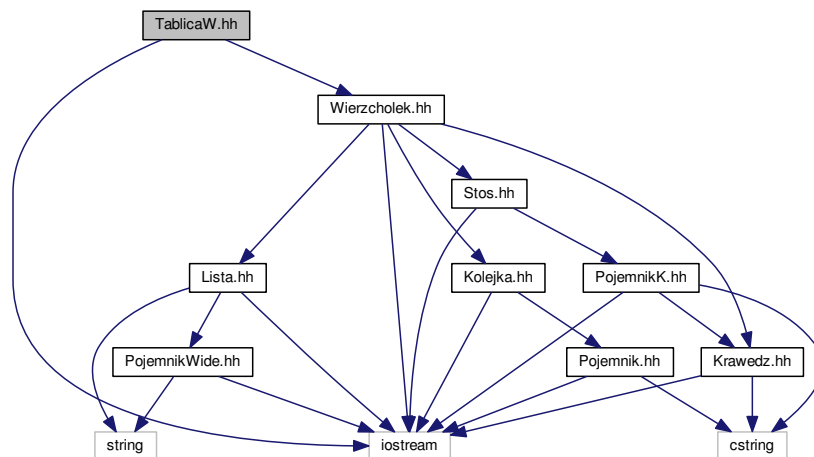 TablicaW.hh
Wierzcholek.hh
Stos.hh
Lista.hh
Kolejka.hh
PojemnikK.hh
PojemnikWide.hh
Pojemnik.hh
Krawedz.hh
string
iostream
cstring